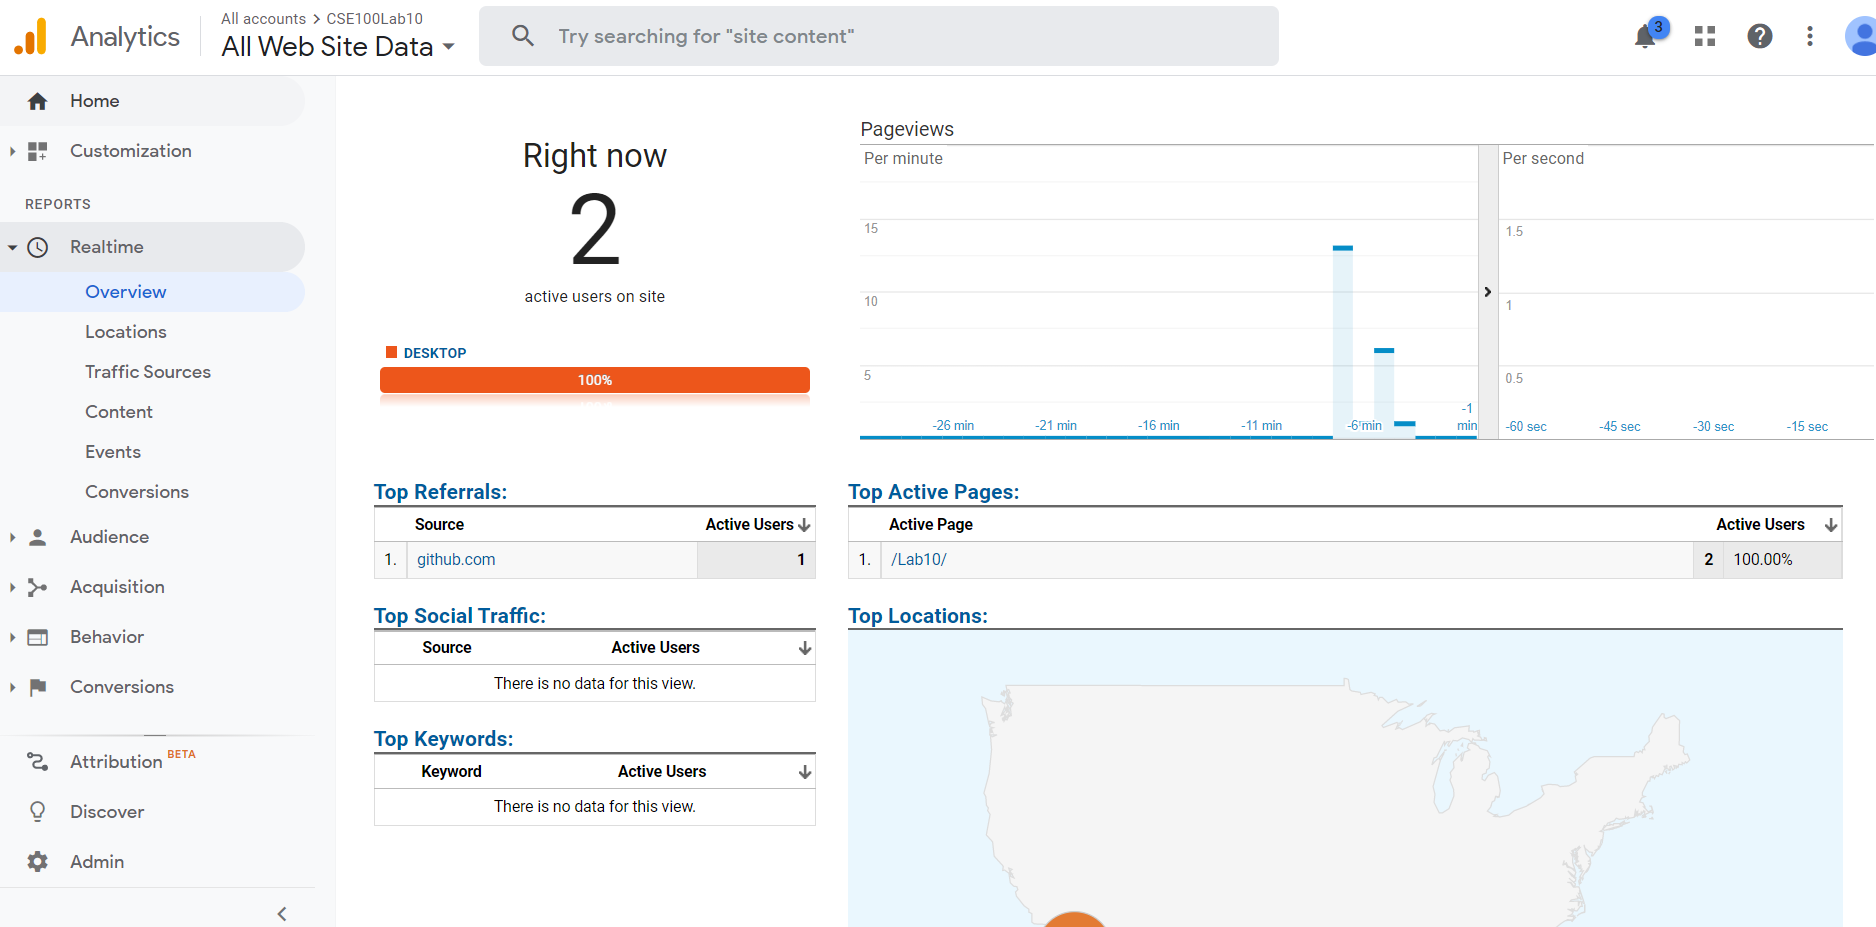 Analytics
All accounts > CSE100Lab10
All Web Site Data
Try searching for "site content"
3
Home
Customization
REPORTS
Realtime
Overview
Locations
Traffic Sources
Content
Events
Conversions
Audience
Acquisition
Behavior
Conversions
Attribution BETA
Discover
Admin
Right now
2
active users on site
DESKTOP
100%
Pageviews
Per minute
15
10
5
-26 min
-21 min
-16 min
-11 min
-6 min
-1
min
Per second
1.5
1
0.5
-60 sec
-45 sec
-30 sec
-15 sec
Top Referrals:
Source Active Users
1. github.com 1
Top Active Pages:
Active Page Active Users
1. /Lab10/ 2 100.00%
Top Social Traffic:
Source Active Users
There is no data for this view.
Top Keywords:
Keyword Active Users
There is no data for this view.
Top Locations: